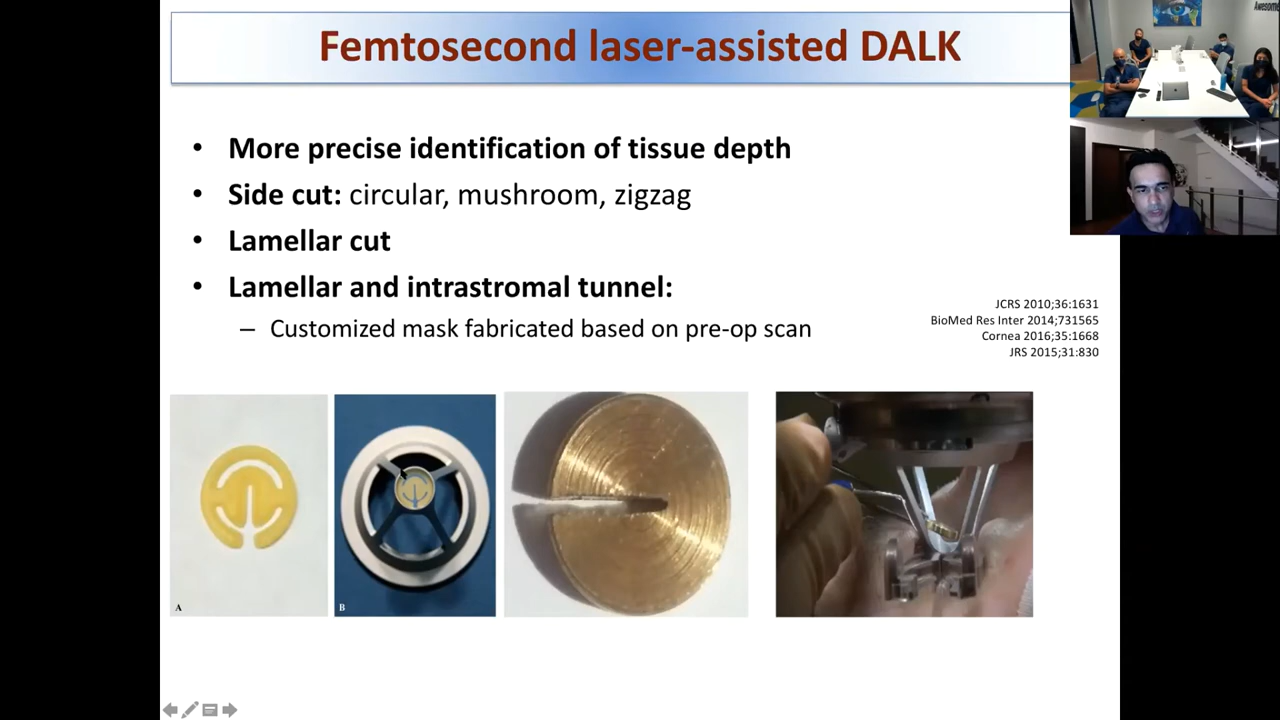 Femtosecond laser-assisted DALK
Awesome
• More precise identification of tissue depth
• Side cut: circular, mushroom, zigzag
• Lamellar cut
• Lamellar and intrastromal tunnel:
– Customized mask fabricated based on pre-op scan
JCRS 2010;36:1631
BioMed Res Inter 2014;731565
Cornea 2016;35:1668
JRS 2015;31:830
A
B